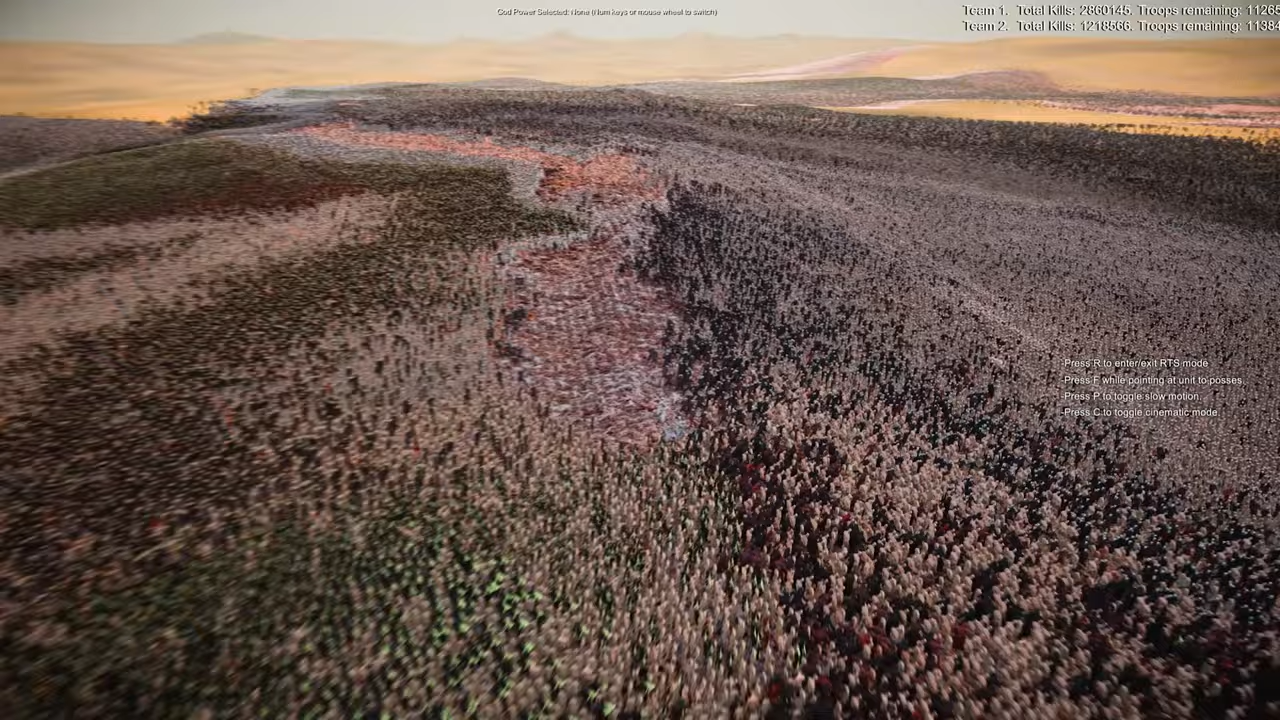 God Power Selected: None (Num keys or mouse wheel to switch)
Team 1. Total Kills: 2860145. Troops remaining: 11265
Team 2. Total Kills: 1218566. Troops remaining: 11384
-Press R to enter/exit RTS mode
-Press F while pointing at unit to posses
-Press P to toggle slow motion.
-Press C to toggle cinematic mode